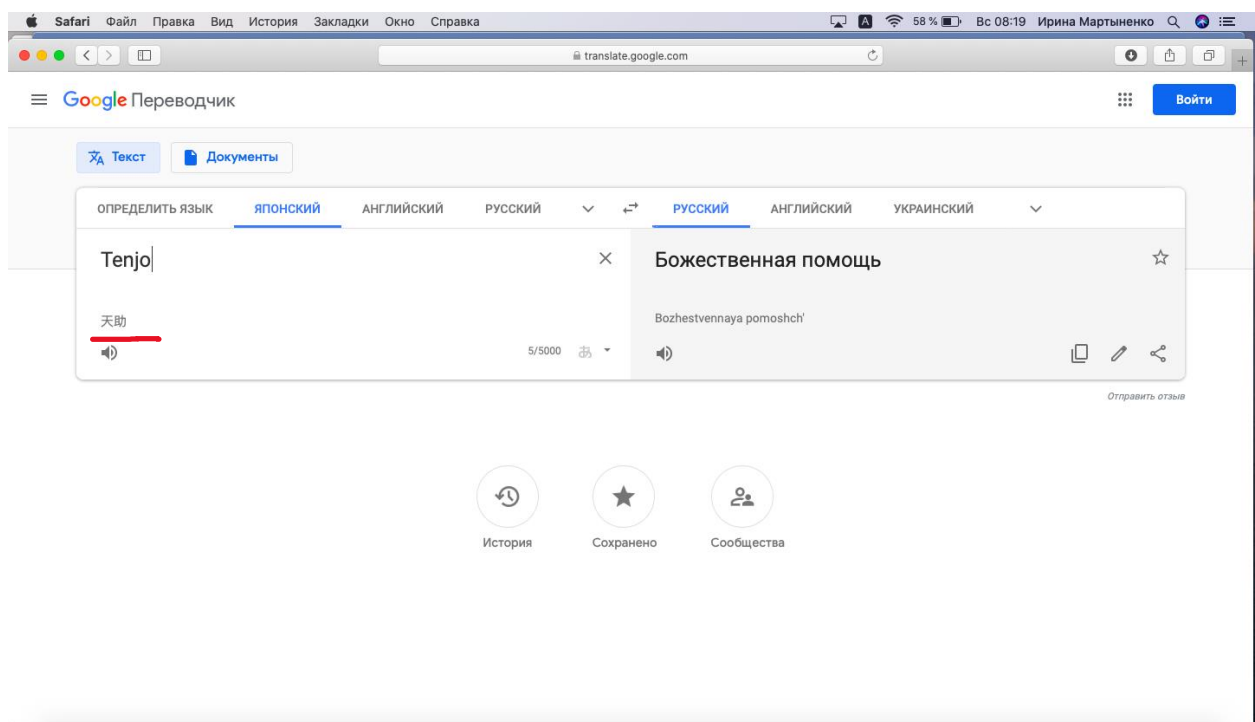 Safari Файл Правка Вид История Закладки Окно Справка A 58 % Вс 08:19 Ирина Мартыненко
translate.google.com
Google Переводчик Войти
Текст Документы
ОПРЕДЕЛИТЬ ЯЗЫК ЯПОНСКИЙ АНГЛИЙСКИЙ РУССКИЙ РУССКИЙ АНГЛИЙСКИЙ УКРАИНСКИЙ
Tenjo Божественная помощь
天助 Bozhestvennaya pomoshch'
5/5000 あ
Отправить отзыв
История Сохранено Сообщества